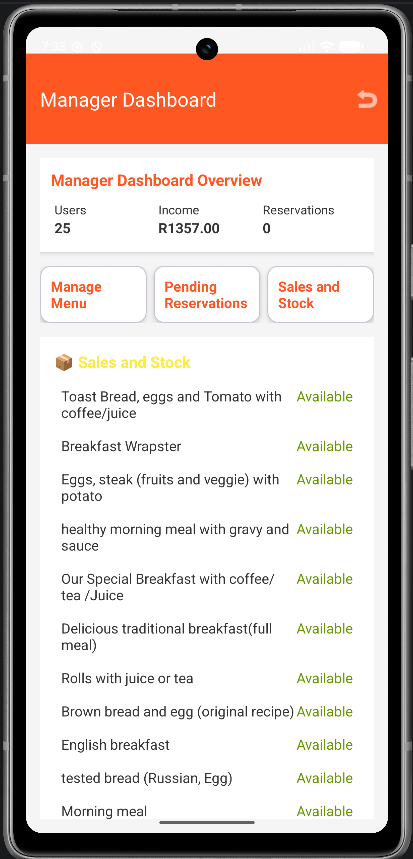 7:33
Manager Dashboard
Manager Dashboard Overview
Users Income Reservations
25 R1357.00 0
Manage
Menu
Pending
Reservations
Sales and
Stock
Sales and Stock
Toast Bread, eggs and Tomato with Available
coffee/juice
Breakfast Wrapster Available
Eggs, steak (fruits and veggie) with Available
potato
healthy morning meal with gravy and Available
sauce
Our Special Breakfast with coffee/ Available
tea /Juice
Delicious traditional breakfast(full Available
meal)
Rolls with juice or tea Available
Brown bread and egg (original recipe) Available
English breakfast Available
tested bread (Russian, Egg) Available
Morning meal Available